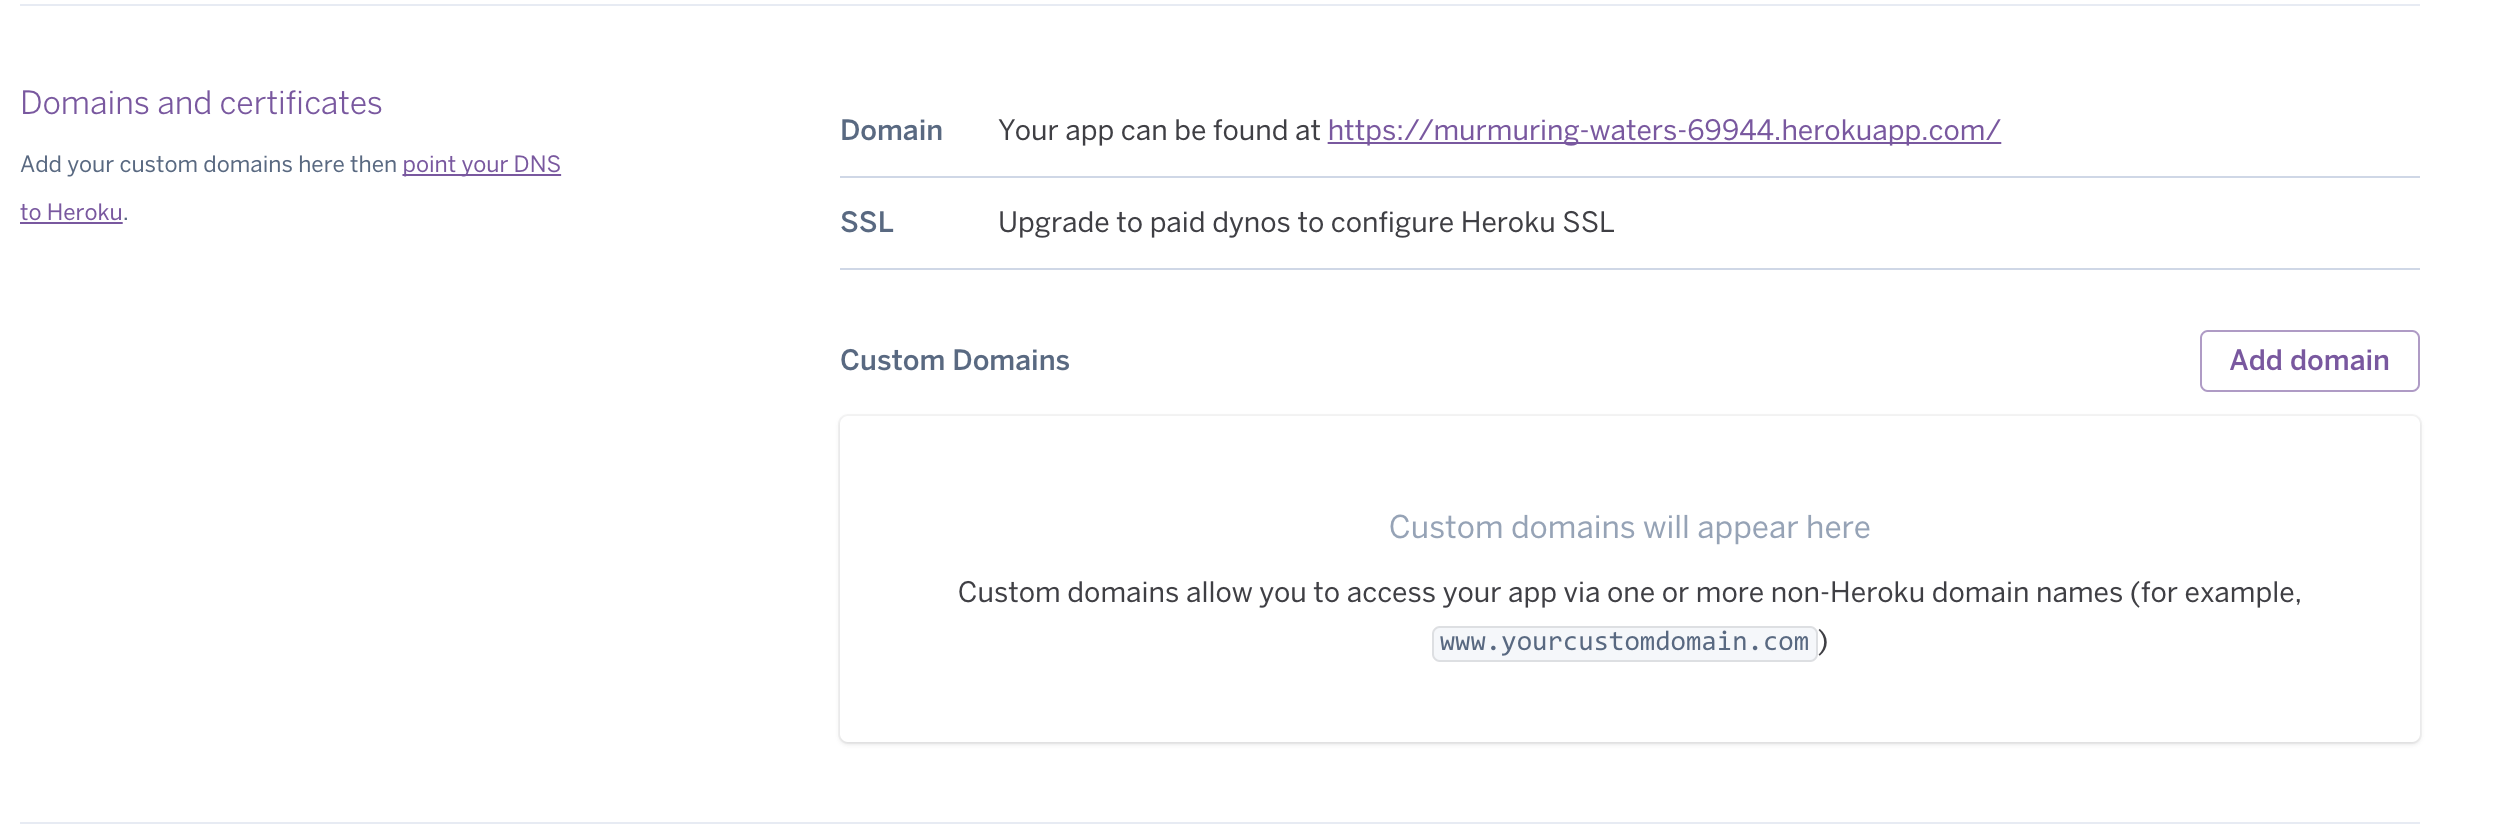 Domains and certificates
Add your custom domains here then point your DNS
to Heroku.
Domain Your app can be found at https://murmuring-waters-69944.herokuapp.com/
SSL Upgrade to paid dynos to configure Heroku SSL
Custom Domains Add domain
Custom domains will appear here
Custom domains allow you to access your app via one or more non-Heroku domain names (for example,
www.yourcustomdomain.com )